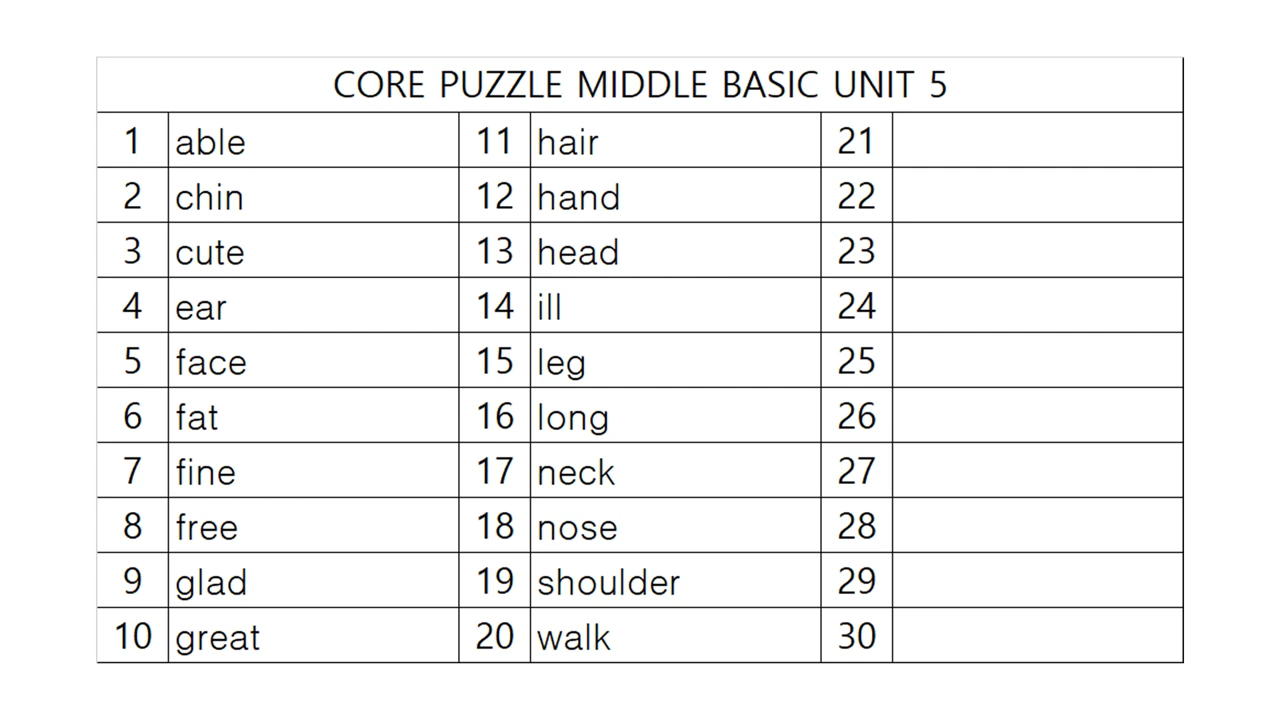 CORE PUZZLE MIDDLE BASIC UNIT 5
1 able 11 hair 21
2 chin 12 hand 22
3 cute 13 head 23
4 ear 14 ill 24
5 face 15 leg 25
6 fat 16 long 26
7 fine 17 neck 27
8 free 18 nose 28
9 glad 19 shoulder 29
10 great 20 walk 30